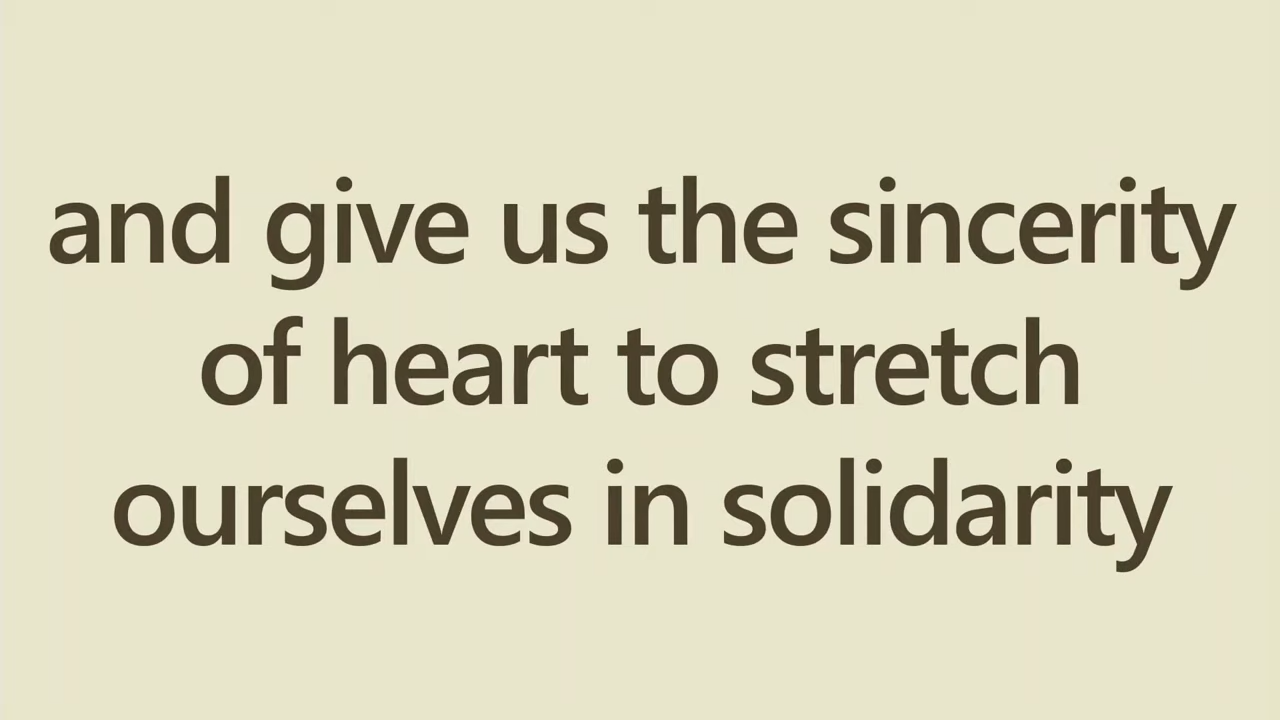 and give us the sincerity
of heart to stretch
ourselves in solidarity